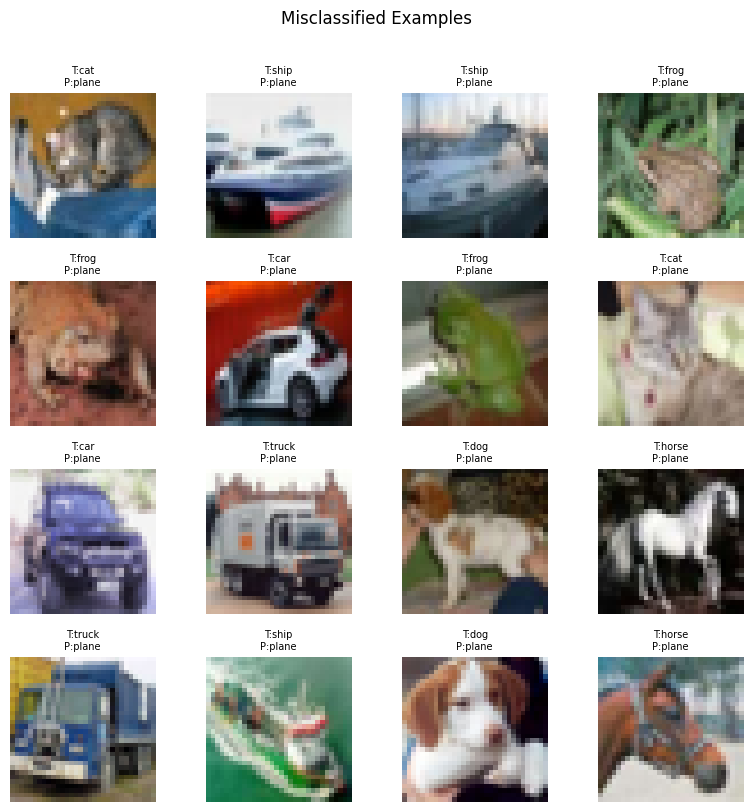 Misclassified Examples
T:cat
P:plane
T:ship
P:plane
T:ship
P:plane
T:frog
P:plane
T:frog
P:plane
T:car
P:plane
T:frog
P:plane
T:cat
P:plane
T:car
P:plane
T:truck
P:plane
T:dog
P:plane
T:horse
P:plane
T:truck
P:plane
T:ship
P:plane
T:dog
P:plane
T:horse
P:plane